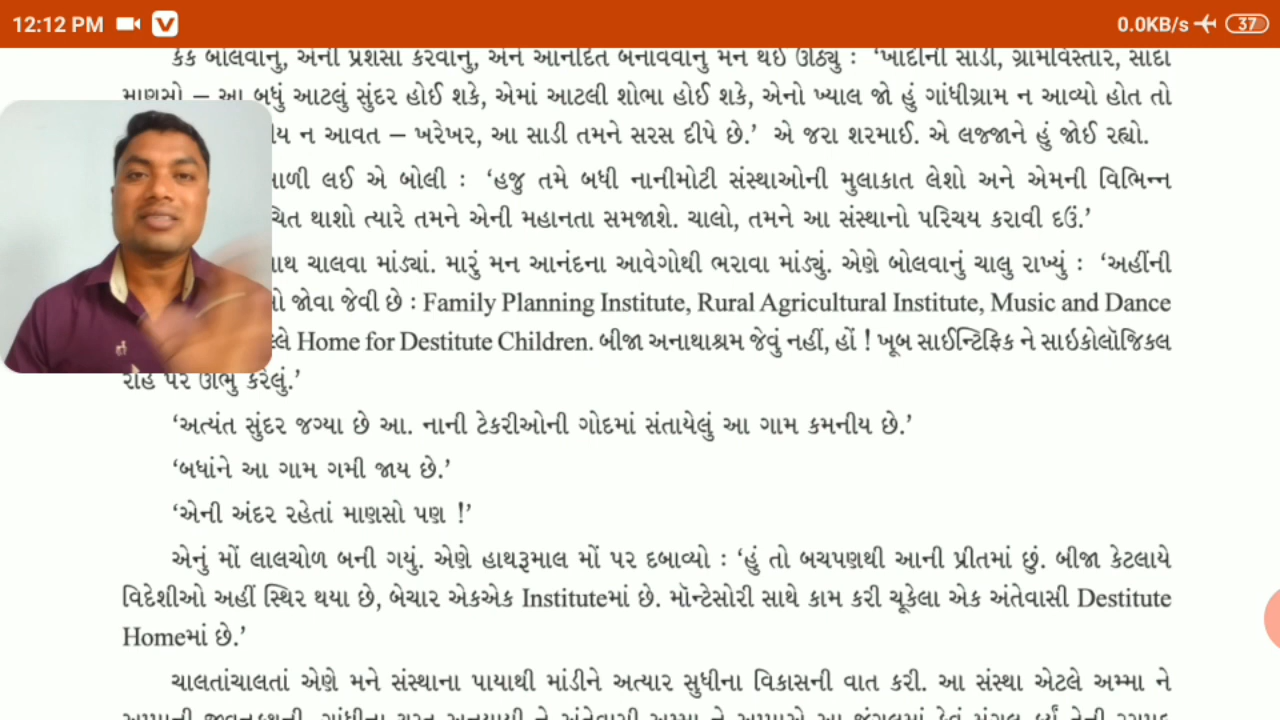 12:12 PM V 0.0KB/s 37
કંક બોલવાનું, એની પ્રશંસા કરવાનું, એને આનંદિત બનાવવાનું મન થઈ ઊઠ્યું : ‘ખાદીની સાડી, ગ્રામવિસ્તાર, સાદા
માણસો – આ બધું આટલું સુંદર હોઈ શકે, એમાં આટલી શોભા હોઈ શકે, એનો ખ્યાલ જો હું ગાંધીગ્રામ ન આવ્યો હોત તો
ય ન આવત – ખરેખર, આ સાડી તમને સરસ દીપે છે.’ એ જરા શરમાઈ. એ લજ્જાને હું જોઈ રહ્યો.
ાળી લઈ એ બોલી : ‘હજુ તમે બધી નાનીમોટી સંસ્થાઓની મુલાકાત લેશો અને એમની વિભિન્ન
ચિત થાશો ત્યારે તમને એની મહાનતા સમજાશે. ચાલો, તમને આ સંસ્થાનો પરિચય કરાવી દઉં.’
ાથ ચાલવા માંડ્યાં. મારું મન આનંદના આવેગોથી ભરાવા માંડ્યું. એણે બોલવાનું ચાલુ રાખ્યું : ‘અહીંની
ો જોવા જેવી છે : Family Planning Institute, Rural Agricultural Institute, Music and Dance
લ્લે Home for Destitute Children. બીજા અનાથાશ્રમ જેવું નહીં, હોં ! ખૂબ સાઈન્ટિફિક ને સાઇકોલૉજિકલ
રાહ પર ઊભું કરેલું.’
‘અત્યંત સુંદર જગ્યા છે આ. નાની ટેકરીઓની ગોદમાં સંતાયેલું આ ગામ કમનીય છે.’
‘બધાંને આ ગામ ગમી જાય છે.’
‘એની અંદર રહેતાં માણસો પણ !’
એનું મોં લાલચોળ બની ગયું. એણે હાથરૂમાલ મોં પર દબાવ્યો : ‘હું તો બચપણથી આની પ્રીતમાં છું. બીજા કેટલાયે
વિદેશીઓ અહીં સ્થિર થયા છે, બેચાર એકએક Instituteમાં છે. મૉન્ટેસોરી સાથે કામ કરી ચૂકેલા એક અંતેવાસી Destitute
Homeમાં છે.’
ચાલતાંચાલતાં એણે મને સંસ્થાના પાયાથી માંડીને અત્યાર સુધીના વિકાસની વાત કરી. આ સંસ્થા એટલે અમ્મા ને